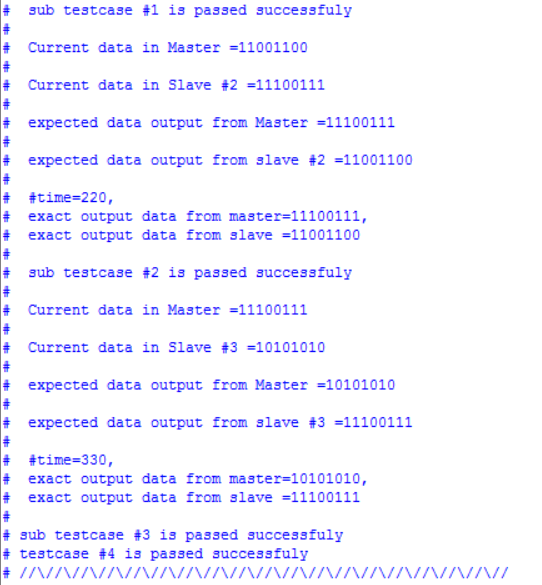 #  sub testcase #1 is passed successfuly
#
#  Current data in Master =11001100
#
#  Current data in Slave #2 =11100111
#
#  expected data output from Master =11100111
#
#  expected data output from slave #2 =11001100
#
#  #time=220,
#  exact output data from master=11100111,
#  exact output data from slave =11001100
#
#  sub testcase #2 is passed successfuly
#
#  Current data in Master =11100111
#
#  Current data in Slave #3 =10101010
#
#  expected data output from Master =10101010
#
#  expected data output from slave #3 =11100111
#
#  #time=330,
#  exact output data from master=10101010,
#  exact output data from slave =11100111
#
# sub testcase #3 is passed successfuly
# testcase #4 is passed successfuly
# //\\//\\//\\//\\//\\//\\//\\//\\//\\//\\//\\//\\//\\//